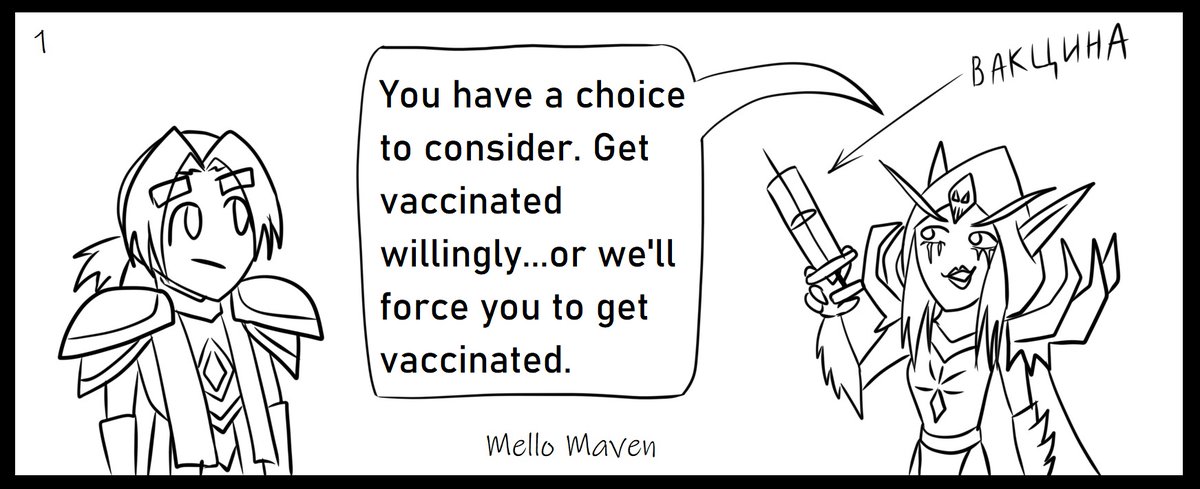 1
You have a choice
to consider. Get
vaccinated
willingly...or we'll
force you to get
vaccinated.
ВАКЦИНА
Mello Maven